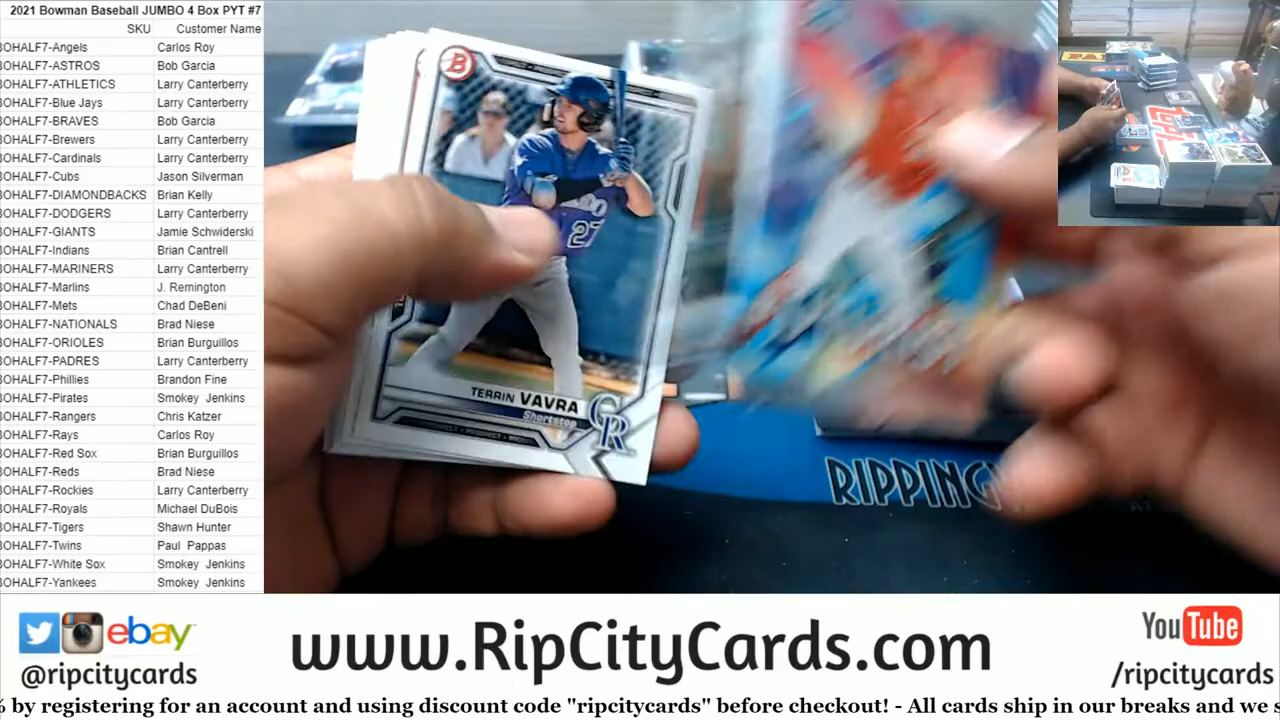 2021 Bowman Baseball JUMBO 4 Box PYT #7
SKU Customer Name
BOHALF7-Angels Carlos Roy
BOHALF7-ASTROS Bob Garcia
BOHALF7-ATHLETICS Larry Canterberry
BOHALF7-Blue Jays Larry Canterberry
BOHALF7-BRAVES Bob Garcia
BOHALF7-Brewers Larry Canterberry
BOHALF7-Cardinals Larry Canterberry
BOHALF7-Cubs Jason Silverman
BOHALF7-DIAMONDBACKS Brian Kelly
BOHALF7-DODGERS Larry Canterberry
BOHALF7-GIANTS Jamie Schwiderski
BOHALF7-Indians Brian Cantrell
BOHALF7-MARINERS Larry Canterberry
BOHALF7-Marlins J. Remington
BOHALF7-Mets Chad DeBeni
BOHALF7-NATIONALS Brad Niese
BOHALF7-ORIOLES Brian Burguillos
BOHALF7-PADRES Larry Canterberry
BOHALF7-Phillies Brandon Fine
BOHALF7-Pirates Smokey Jenkins
BOHALF7-Rangers Chris Katzer
BOHALF7-Rays Carlos Roy
BOHALF7-Red Sox Brian Burguillos
BOHALF7-Reds Brad Niese
BOHALF7-Rockies Larry Canterberry
BOHALF7-Royals Michael DuBois
BOHALF7-Tigers Shawn Hunter
BOHALF7-Twins Paul Pappas
BOHALF7-White Sox Smokey Jenkins
BOHALF7-Yankees Smokey Jenkins
B
27
TERRIN VAVRA
Shortstop
CR
RIPPING
ebay
@ripcitycards
www.RipCityCards.com
YouTube
/ripcitycards
% by registering for an account and using discount code "ripcitycards" before checkout! - All cards ship in our breaks and we s